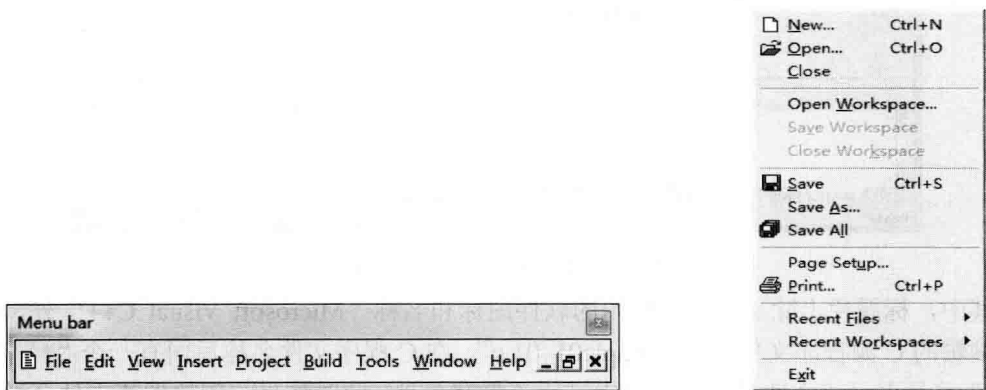 Menu bar
File Edit View Insert Project Build Tools Window Help
New... Ctrl+N
Open... Ctrl+O
Close
Open Workspace...
Save Workspace
Close Workspace
Save Ctrl+S
Save As...
Save All
Page Setup...
Print... Ctrl+P
Recent Files
Recent Workspaces
Exit